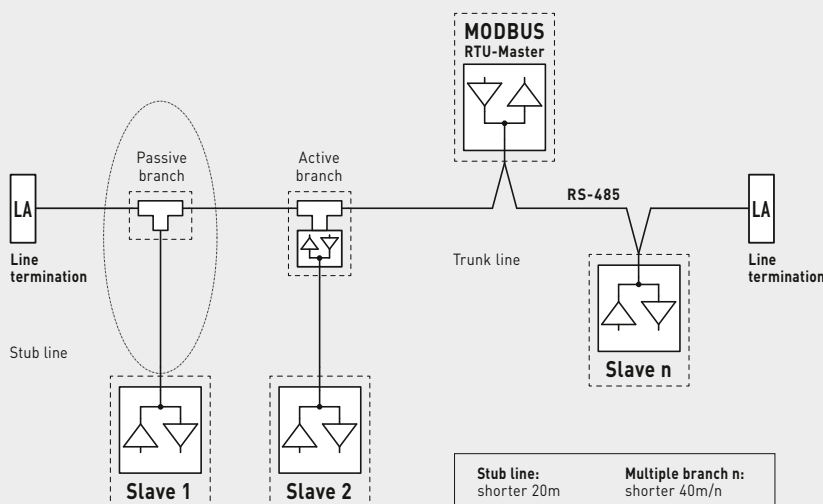 MODBUS
RTU-Master
Passive
branch
Active
branch
LA
RS-485
LA
Line
termination
Trunk line
Line
termination
Stub line
Slave n
Slave 1
Slave 2
Stub line:
shorter 20m
Multiple branch n:
shorter 40m/n